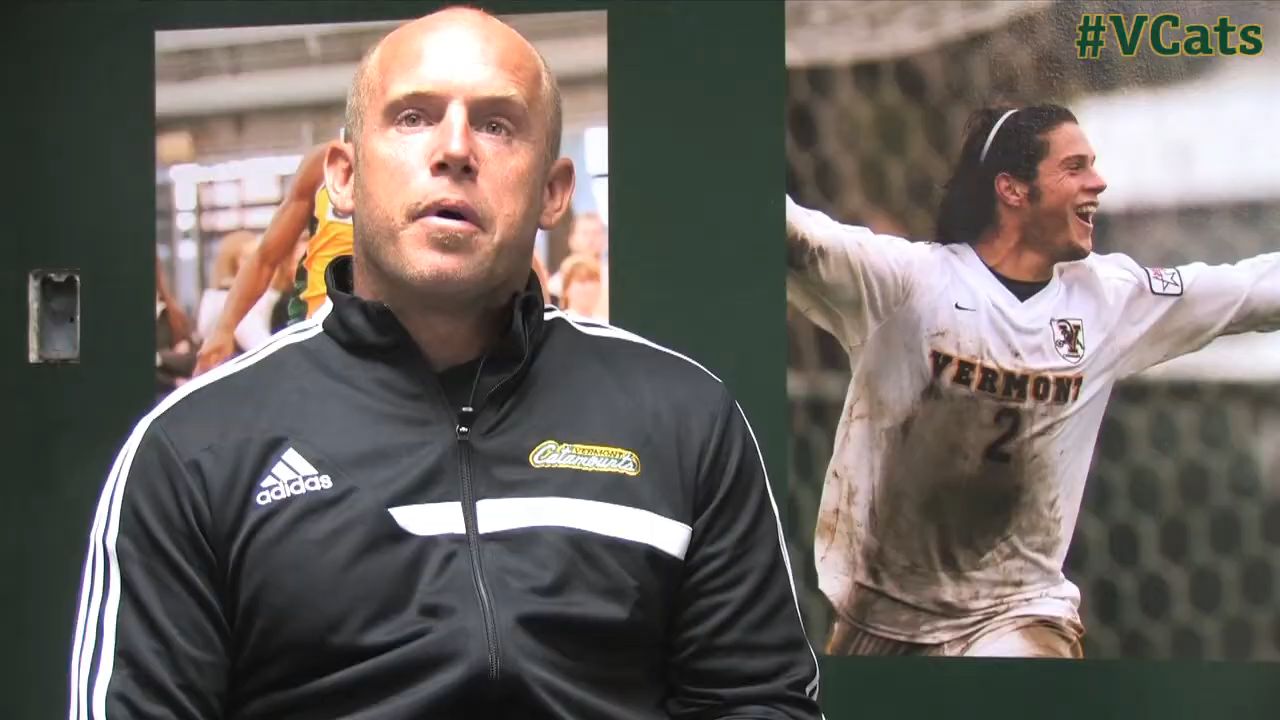 #VCats
adidas
VERMONT
Catamounts
V
VERMONT
2